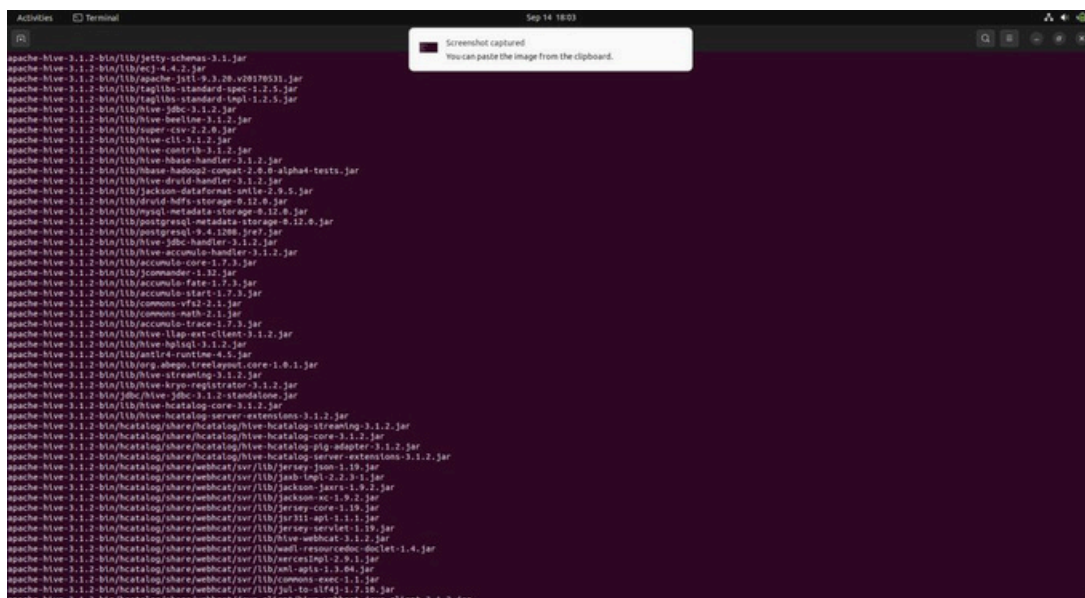 Activities Terminal Sep 14 18:03
Screenshot captured
You can paste the image from the clipboard.
apache-hive-3.1.2-bin/lib/jetty-schemas-3.1.jar
apache-hive-3.1.2-bin/lib/ecj-4.4.2.jar
apache-hive-3.1.2-bin/lib/apache-jstl-9.3.20.v20170531.jar
apache-hive-3.1.2-bin/lib/taglibs-standard-spec-1.2.5.jar
apache-hive-3.1.2-bin/lib/taglibs-standard-impl-1.2.5.jar
apache-hive-3.1.2-bin/lib/hive-jdbc-3.1.2.jar
apache-hive-3.1.2-bin/lib/hive-beeline-3.1.2.jar
apache-hive-3.1.2-bin/lib/super-csv-2.2.0.jar
apache-hive-3.1.2-bin/lib/hive-cli-3.1.2.jar
apache-hive-3.1.2-bin/lib/hive-contrib-3.1.2.jar
apache-hive-3.1.2-bin/lib/hive-hbase-handler-3.1.2.jar
apache-hive-3.1.2-bin/lib/hbase-hadoop2-compat-2.0.0-alpha4-tests.jar
apache-hive-3.1.2-bin/lib/hive-druid-handler-3.1.2.jar
apache-hive-3.1.2-bin/lib/jackson-dataformat-smile-2.9.5.jar
apache-hive-3.1.2-bin/lib/druid-hdfs-storage-0.12.0.jar
apache-hive-3.1.2-bin/lib/mysql-metadata-storage-0.12.0.jar
apache-hive-3.1.2-bin/lib/postgresql-metadata-storage-0.12.0.jar
apache-hive-3.1.2-bin/lib/postgresql-9.4.1208.jre7.jar
apache-hive-3.1.2-bin/lib/hive-jdbc-handler-3.1.2.jar
apache-hive-3.1.2-bin/lib/hive-accumulo-handler-3.1.2.jar
apache-hive-3.1.2-bin/lib/accumulo-core-1.7.3.jar
apache-hive-3.1.2-bin/lib/jcommander-1.32.jar
apache-hive-3.1.2-bin/lib/accumulo-fate-1.7.3.jar
apache-hive-3.1.2-bin/lib/accumulo-start-1.7.3.jar
apache-hive-3.1.2-bin/lib/commons-vfs2-2.1.jar
apache-hive-3.1.2-bin/lib/commons-math-2.1.jar
apache-hive-3.1.2-bin/lib/accumulo-trace-1.7.3.jar
apache-hive-3.1.2-bin/lib/hive-llap-ext-client-3.1.2.jar
apache-hive-3.1.2-bin/lib/hive-hplsql-3.1.2.jar
apache-hive-3.1.2-bin/lib/antlr4-runtime-4.5.jar
apache-hive-3.1.2-bin/lib/org.abego.treelayout.core-1.0.1.jar
apache-hive-3.1.2-bin/lib/hive-streaming-3.1.2.jar
apache-hive-3.1.2-bin/lib/hive-kryo-registrator-3.1.2.jar
apache-hive-3.1.2-bin/jdbc/hive-jdbc-3.1.2-standalone.jar
apache-hive-3.1.2-bin/lib/hive-hcatalog-core-3.1.2.jar
apache-hive-3.1.2-bin/lib/hive-hcatalog-server-extensions-3.1.2.jar
apache-hive-3.1.2-bin/hcatalog/share/hcatalog/hive-hcatalog-streaming-3.1.2.jar
apache-hive-3.1.2-bin/hcatalog/share/hcatalog/hive-hcatalog-core-3.1.2.jar
apache-hive-3.1.2-bin/hcatalog/share/hcatalog/hive-hcatalog-pig-adapter-3.1.2.jar
apache-hive-3.1.2-bin/hcatalog/share/hcatalog/hive-hcatalog-server-extensions-3.1.2.jar
apache-hive-3.1.2-bin/hcatalog/share/webhcat/svr/lib/jersey-json-1.19.jar
apache-hive-3.1.2-bin/hcatalog/share/webhcat/svr/lib/jaxb-impl-2.2.3-1.jar
apache-hive-3.1.2-bin/hcatalog/share/webhcat/svr/lib/jackson-jaxrs-1.9.2.jar
apache-hive-3.1.2-bin/hcatalog/share/webhcat/svr/lib/jackson-xc-1.9.2.jar
apache-hive-3.1.2-bin/hcatalog/share/webhcat/svr/lib/jersey-core-1.19.jar
apache-hive-3.1.2-bin/hcatalog/share/webhcat/svr/lib/jsr311-api-1.1.1.jar
apache-hive-3.1.2-bin/hcatalog/share/webhcat/svr/lib/jersey-servlet-1.19.jar
apache-hive-3.1.2-bin/hcatalog/share/webhcat/svr/lib/hive-webhcat-3.1.2.jar
apache-hive-3.1.2-bin/hcatalog/share/webhcat/svr/lib/wadl-resourcedoc-doclet-1.4.jar
apache-hive-3.1.2-bin/hcatalog/share/webhcat/svr/lib/xercesImpl-2.9.1.jar
apache-hive-3.1.2-bin/hcatalog/share/webhcat/svr/lib/xml-apis-1.3.04.jar
apache-hive-3.1.2-bin/hcatalog/share/webhcat/svr/lib/commons-exec-1.1.jar
apache-hive-3.1.2-bin/hcatalog/share/webhcat/svr/lib/jul-to-slf4j-1.7.10.jar